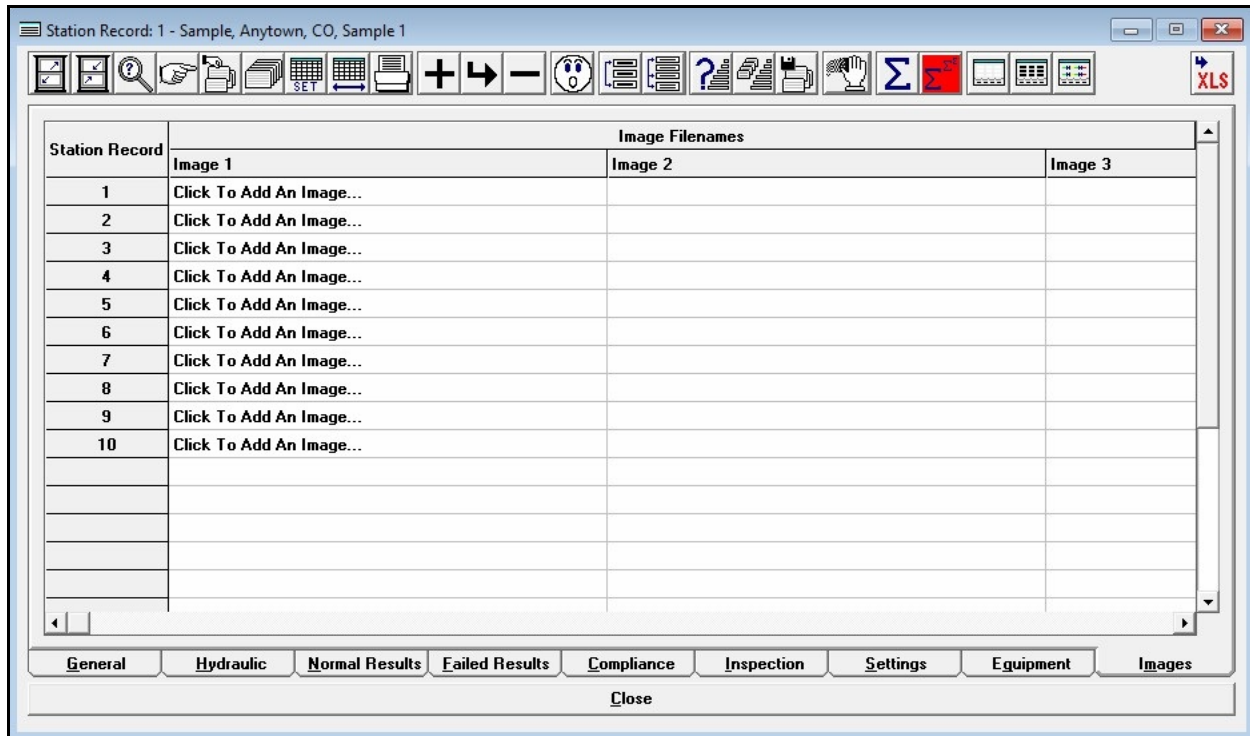 Station Record: 1 - Sample, Anytown, CO, Sample 1
SET
XLS
Station Record
Image Filenames
Image 1
Image 2
Image 3
1 Click To Add An Image...
2 Click To Add An Image...
3 Click To Add An Image...
4 Click To Add An Image...
5 Click To Add An Image...
6 Click To Add An Image...
7 Click To Add An Image...
8 Click To Add An Image...
9 Click To Add An Image...
10 Click To Add An Image...
General Hydraulic Normal Results Failed Results Compliance Inspection Settings Equipment Images
Close